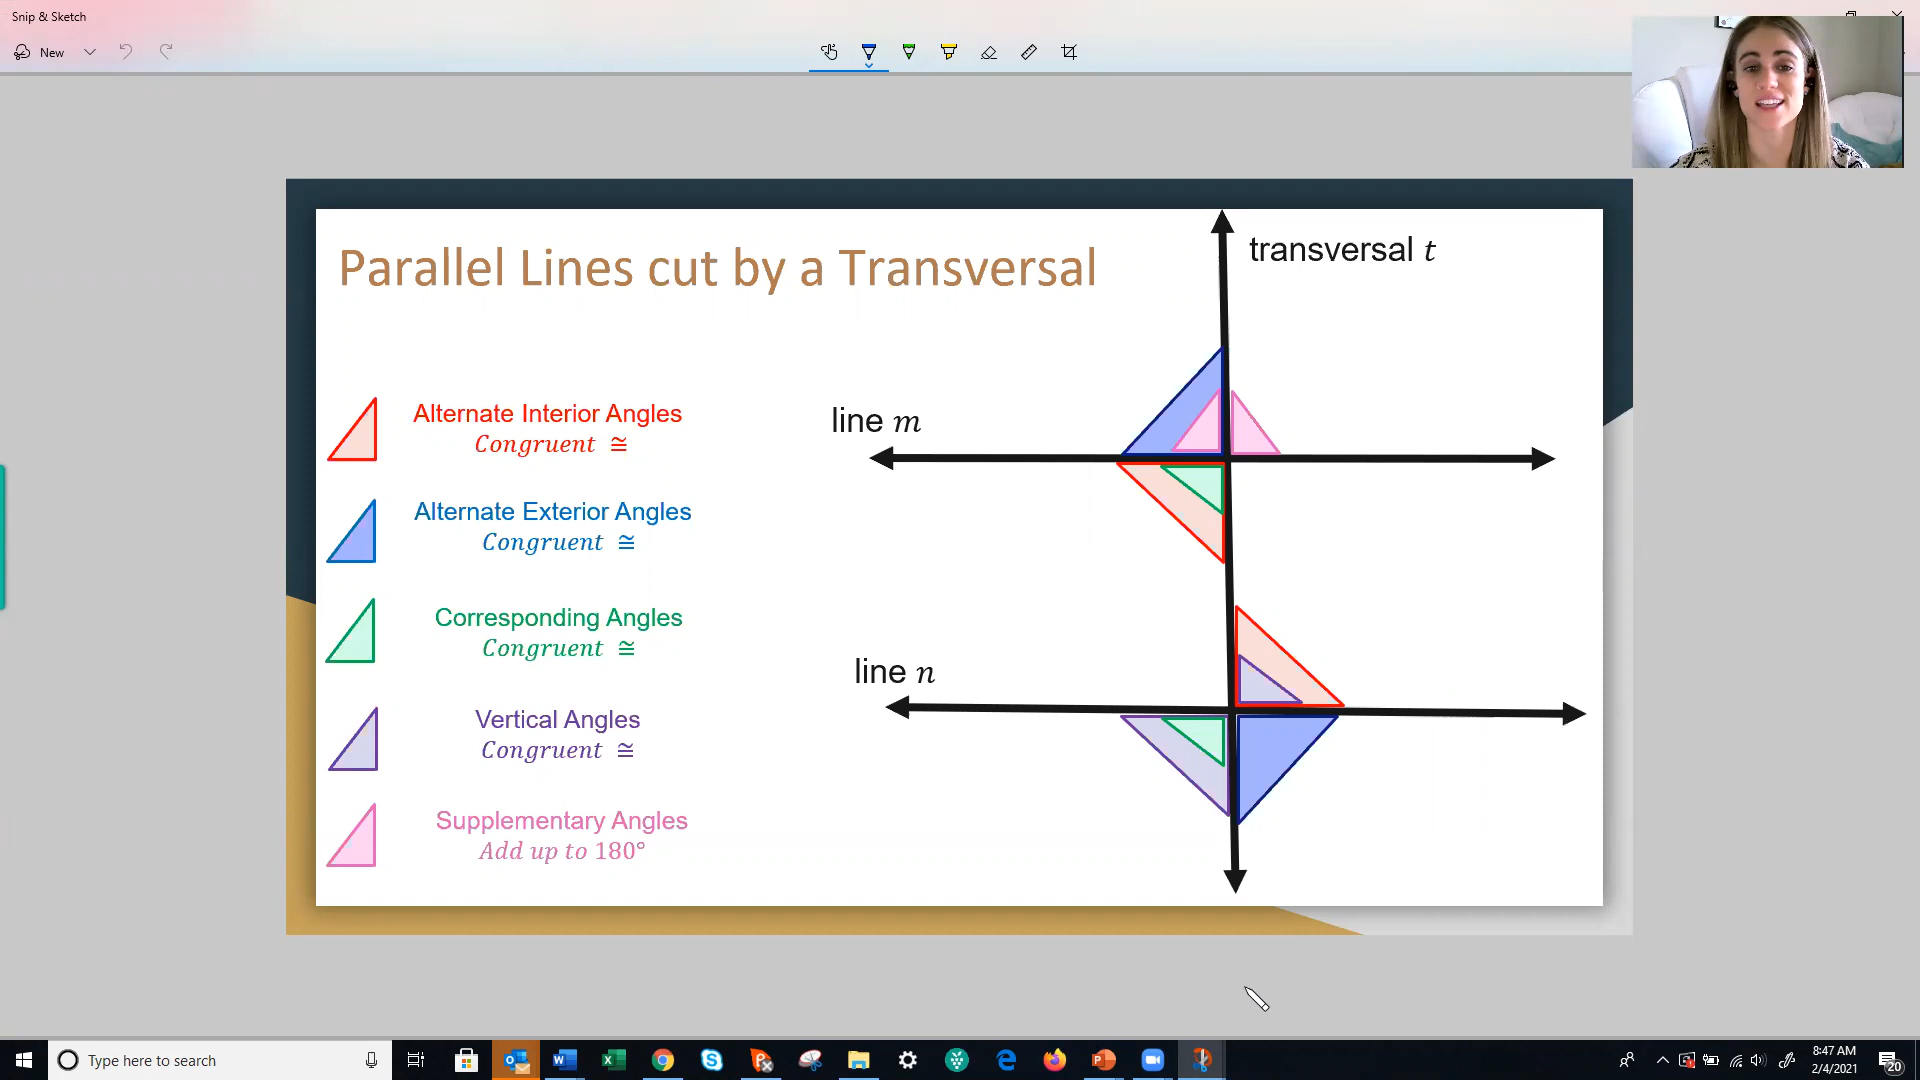 Snip & Sketch
New
Parallel Lines cut by a Transversal
transversal t
line m
Alternate Interior Angles
Congruent ≅
Alternate Exterior Angles
Congruent ≅
Corresponding Angles
Congruent ≅
line n
Vertical Angles
Congruent ≅
Supplementary Angles
Add up to 180°
Type here to search
8:47 AM
2/4/2021
20